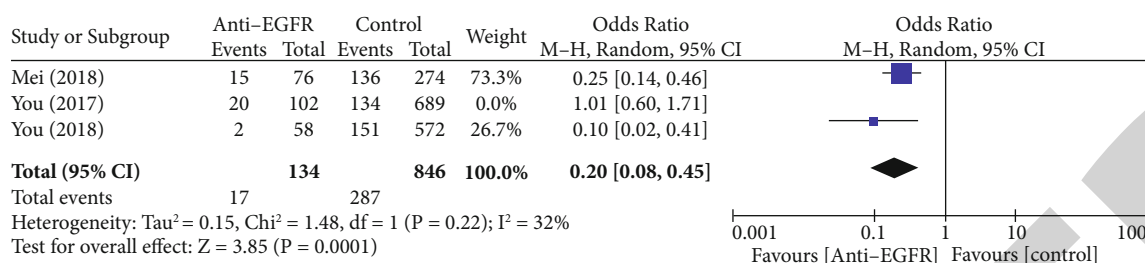 Anti–EGFR Control Odds Ratio Odds Ratio
Study or Subgroup Events Total Events Total Weight M–H, Random, 95% CI M–H, Random, 95% CI
Mei (2018) 15 76 136 274 73.3% 0.25 [0.14, 0.46]
You (2017) 20 102 134 689 0.0% 1.01 [0.60, 1.71]
You (2018) 2 58 151 572 26.7% 0.10 [0.02, 0.41]
Total (95% CI) 134 846 100.0% 0.20 [0.08, 0.45]
Total events 17 287
Heterogeneity: Tau² = 0.15, Chi² = 1.48, df = 1 (P = 0.22); I² = 32%
Test for overall effect: Z = 3.85 (P = 0.0001)
0.001 0.1 1 10 100
Favours [Anti–EGFR] Favours [control]